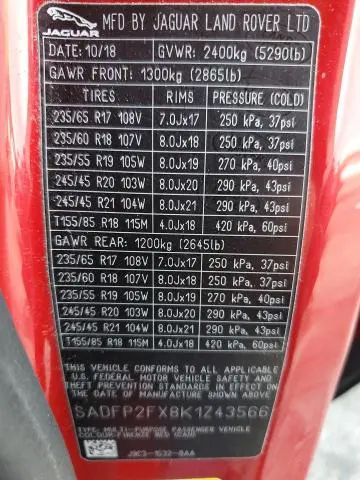 JAGUAR
MFD BY JAGUAR LAND ROVER LTD
DATE: 10/18 GVWR: 2400kg (5290lb)
GAWR FRONT: 1300kg (2865lb)
TIRES RIMS PRESSURE (COLD)
235/65 R17 108V 7.0Jx17 250 kPa, 37psi
235/60 R18 107V 8.0Jx18 250 kPa, 37psi
235/55 R19 105W 8.0Jx19 270 kPa, 40psi
245/45 R20 103W 8.0Jx20 290 kPa, 43psi
245/45 R21 104W 8.0Jx21 290 kPa, 43psi
T155/85 R18 115M 4.0Jx18 420 kPa, 60psi
GAWR REAR: 1200kg (2645lb)
235/65 R17 108V 7.0Jx17 250 kPa, 37psi
235/60 R18 107V 8.0Jx18 250 kPa, 37psi
235/55 R19 105W 8.0Jx19 270 kPa, 40psi
245/45 R20 103W 8.0Jx20 290 kPa, 43psi
245/45 R21 104W 8.0Jx21 290 kPa, 43psi
T155/85 R18 115M 4.0Jx18 420 kPa, 60psi
THIS VEHICLE CONFORMS TO ALL APPLICABLE
U.S. FEDERAL MOTOR VEHICLE SAFETY, BUMPER AND
THEFT PREVENTION STANDARDS IN EFFECT ON
THE DATE OF MANUFACTURE SHOWN ABOVE.
SADFP2FX8K1Z43566
TYPE: MULTI-PURPOSE PASSENGER VEHICLE
COLOUR-FIRENZE RED (CAH)
J9C3-1532-BAA